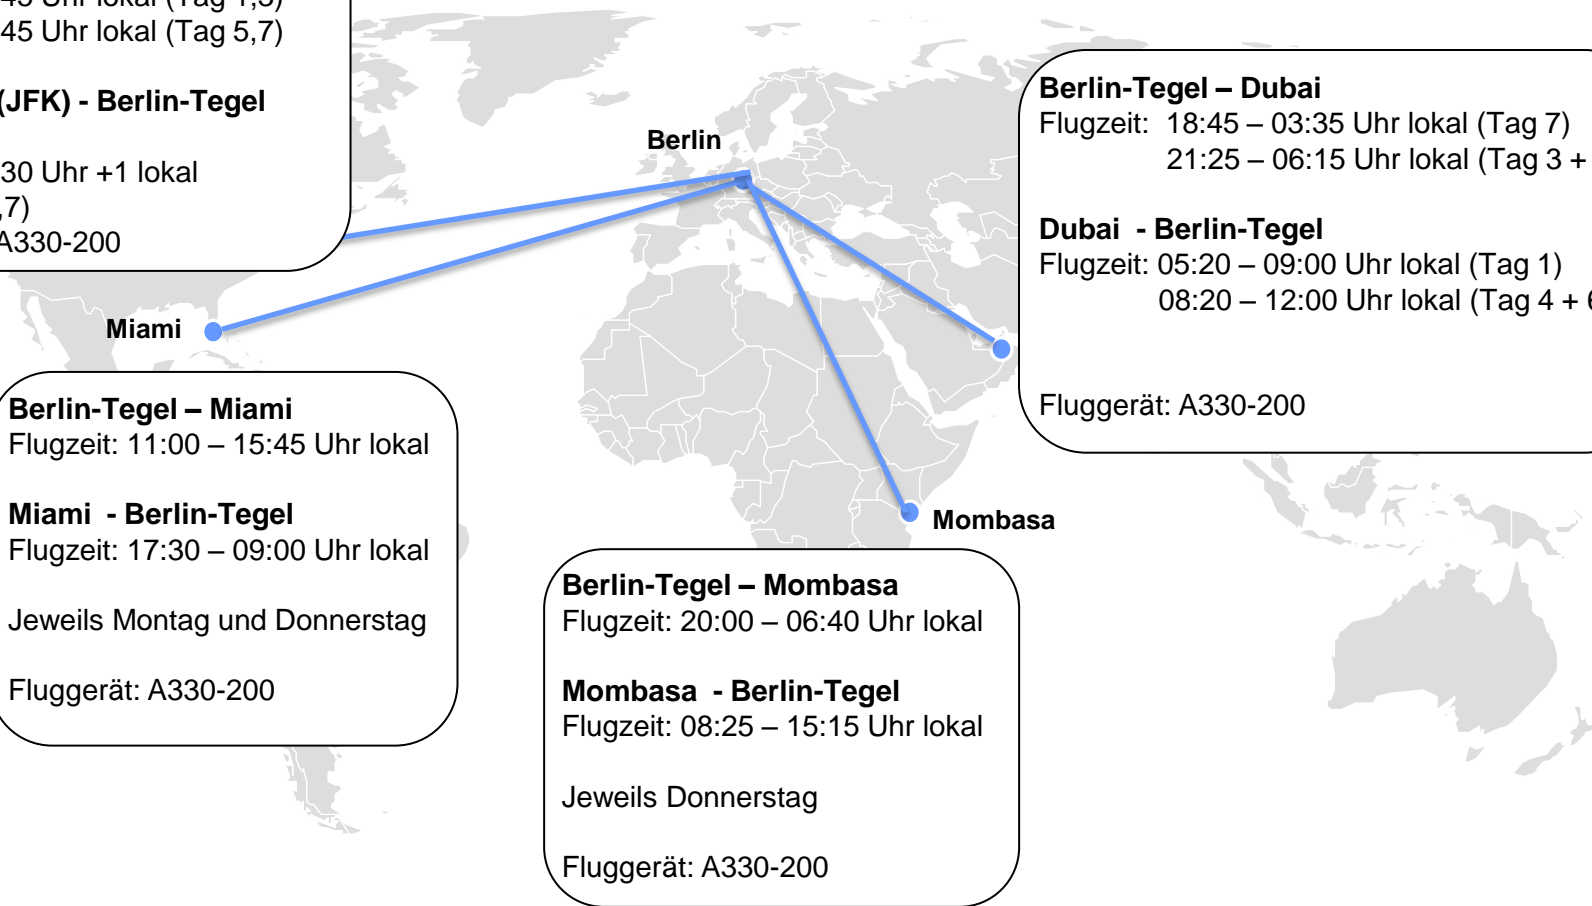 45 Uhr lokal (Tag 5,7)
(JFK) - Berlin-Tegel
30 Uhr +1 lokal
,7)
A330-200
Berlin
Miami
Mombasa
Berlin-Tegel – Dubai
Flugzeit: 18:45 – 03:35 Uhr lokal (Tag 7)
21:25 – 06:15 Uhr lokal (Tag 3 +
Dubai - Berlin-Tegel
Flugzeit: 05:20 – 09:00 Uhr lokal (Tag 1)
08:20 – 12:00 Uhr lokal (Tag 4 +
Fluggerät: A330-200
Berlin-Tegel – Miami
Flugzeit: 11:00 – 15:45 Uhr lokal
Miami - Berlin-Tegel
Flugzeit: 17:30 – 09:00 Uhr lokal
Jeweils Montag und Donnerstag
Fluggerät: A330-200
Berlin-Tegel – Mombasa
Flugzeit: 20:00 – 06:40 Uhr lokal
Mombasa - Berlin-Tegel
Flugzeit: 08:25 – 15:15 Uhr lokal
Jeweils Donnerstag
Fluggerät: A330-200